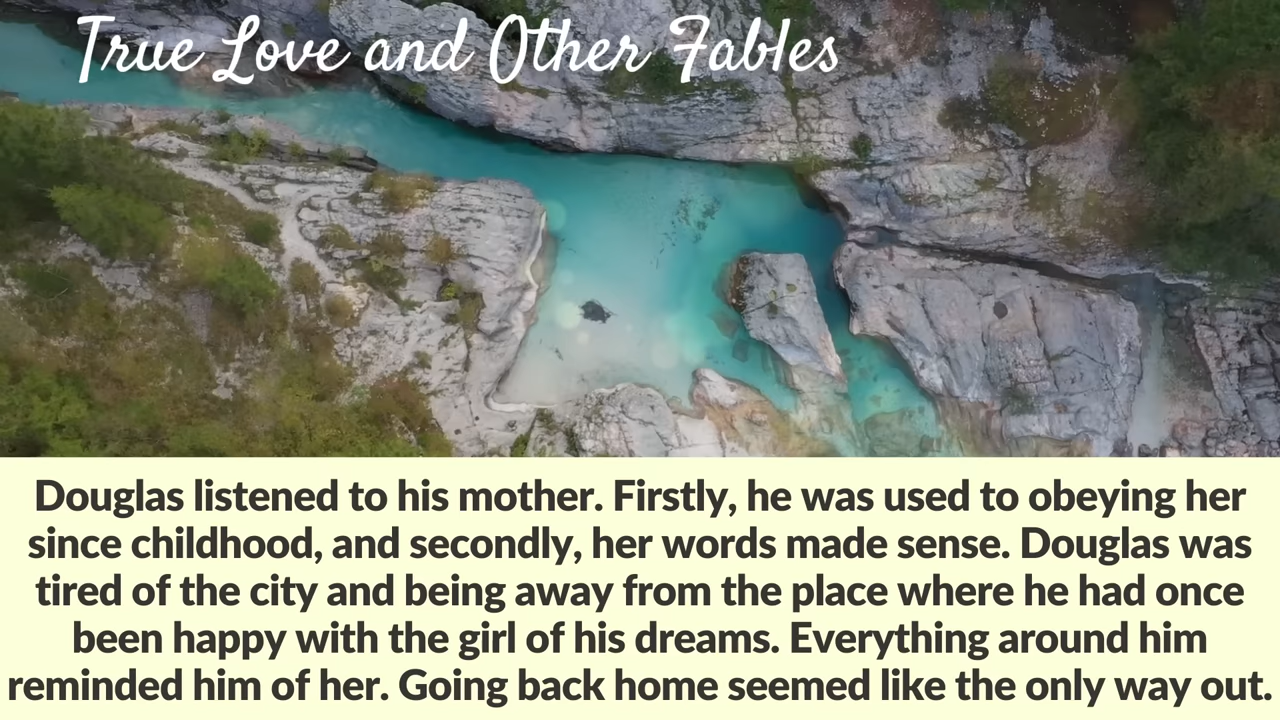 True Love and Other Fables
Douglas listened to his mother. Firstly, he was used to obeying her
since childhood, and secondly, her words made sense. Douglas was
tired of the city and being away from the place where he had once
been happy with the girl of his dreams. Everything around him
reminded him of her. Going back home seemed like the only way out.